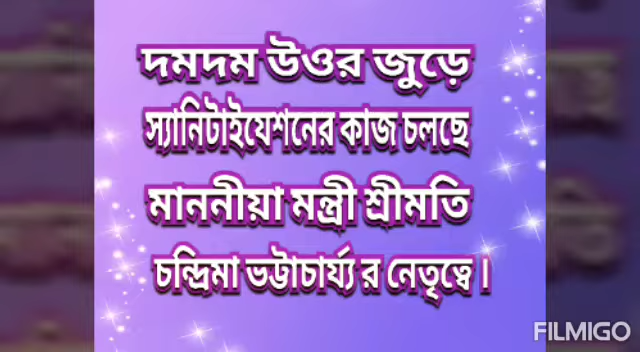 দমদম উওর জুড়ে
স্যানিটাইযেশনের কাজ চলছে
মাননীয়া মন্ত্রী শ্রীমতি
চন্দ্রিমা ভট্টাচার্য্য র নেতৃত্বে।
FILMIGO